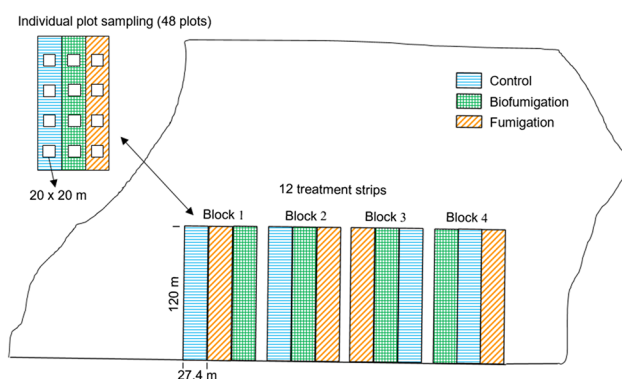 Individual plot sampling (48 plots)
Control
Biofumigation
Fumigation
20 x 20 m
12 treatment strips
Block 1
Block 2
Block 3
Block 4
120 m
27.4 m